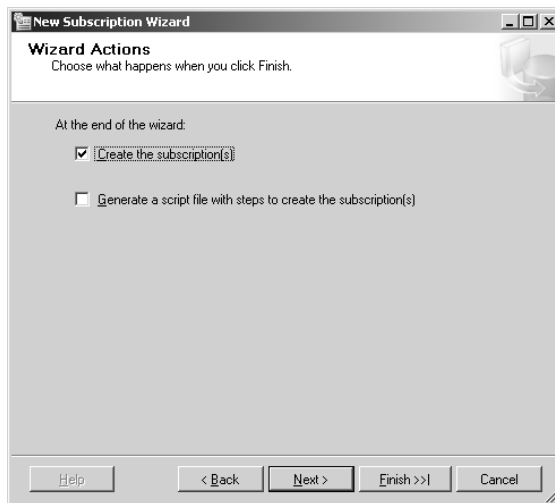 New Subscription Wizard
Wizard Actions
Choose what happens when you click Finish.
At the end of the wizard:
Create the subscription(s)
Generate a script file with steps to create the subscription(s)
Help
< Back
Next >
Finish >>|
Cancel